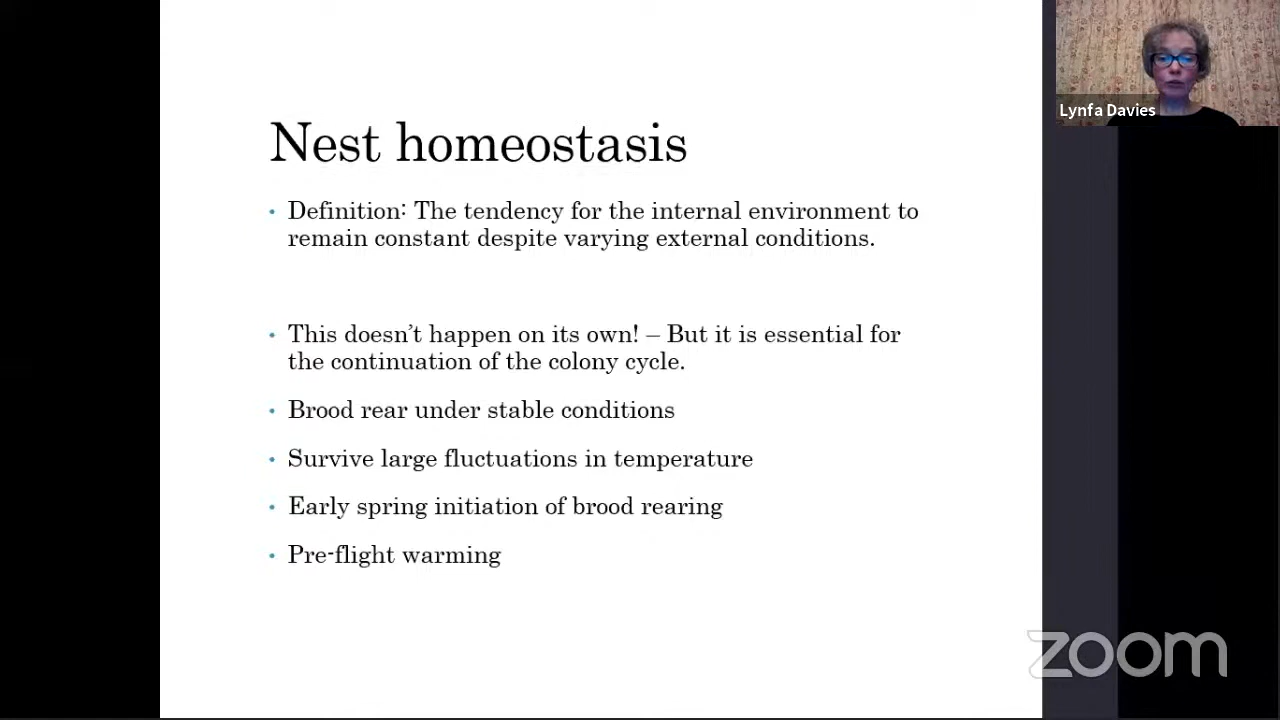 Nest homeostasis
• Definition: The tendency for the internal environment to
remain constant despite varying external conditions.
• This doesn't happen on its own! – But it is essential for
the continuation of the colony cycle.
• Brood rear under stable conditions
• Survive large fluctuations in temperature
• Early spring initiation of brood rearing
• Pre-flight warming
Lynfa Davies
zoom